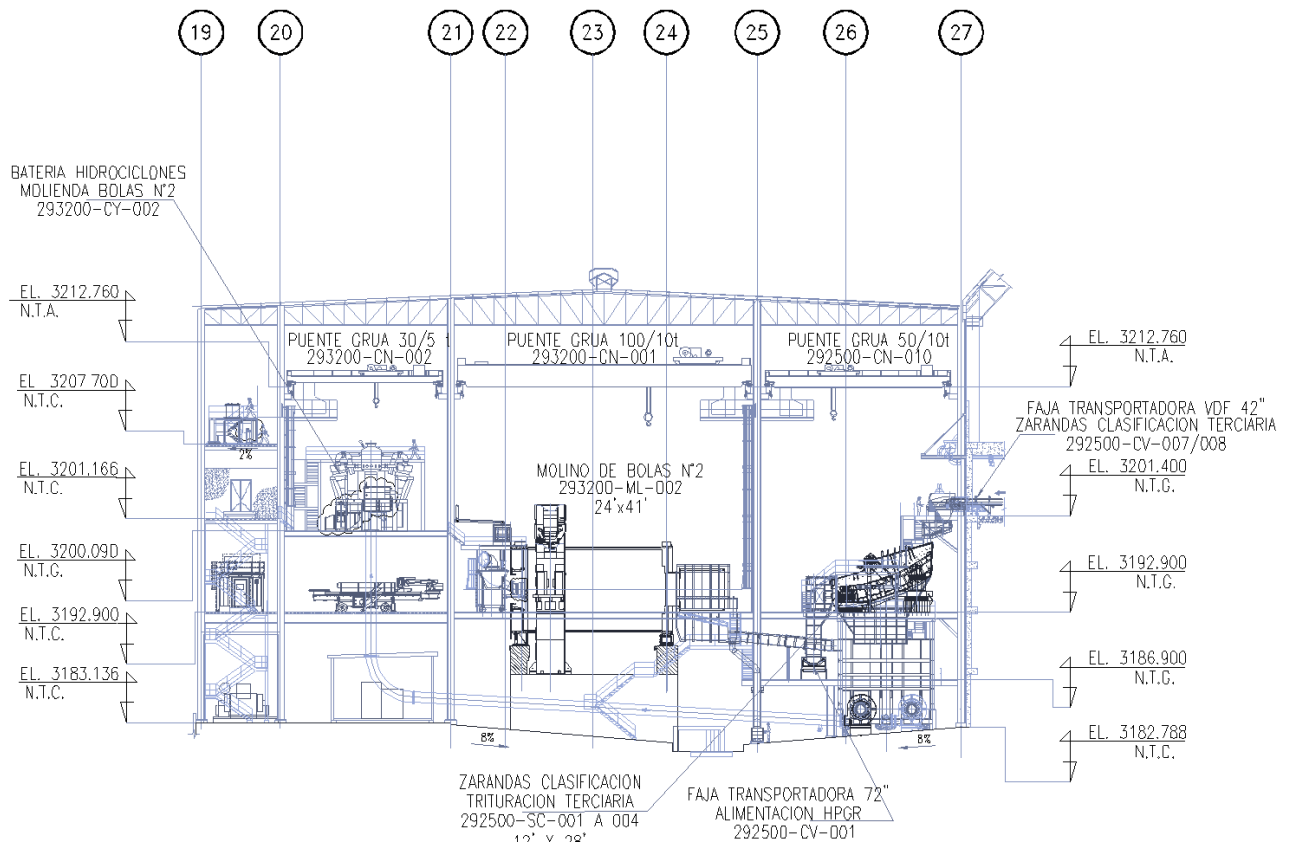 19 20 21 22 23 24 25 26 27
BATERIA HIDROCICLONES
MOLIENDA BOLAS N°2
293200-CY-002
EL. 3212.760
N.T.A.
EL 3207.700
N.T.C.
EL. 3201.166
N.T.C.
EL. 3200.090
N.T.G.
EL. 3192.900
N.T.C.
EL. 3183.136
N.T.C.
PUENTE GRUA 30/5 t
293200-CN-002
PUENTE GRUA 100/10t
293200-CN-001
PUENTE GRUA 50/10t
292500-CN-010
2%
MOLINO DE BOLAS N°2
293200-ML-002
24'x41'
EL. 3212.760
N.T.A.
FAJA TRANSPORTADORA VDF 42"
ZARANDAS CLASIFICACION TERCIARIA
292500-CV-007/008
EL. 3201.400
N.T.G.
EL. 3192.900
N.T.G.
EL. 3186.900
N.T.C.
EL. 3182.788
N.T.C.
8%
8%
ZARANDAS CLASIFICACION
TRITURACION TERCIARIA
292500-SC-001 A 004
12' X 28'
FAJA TRANSPORTADORA 72"
ALIMENTACION HPGR
292500-CV-001